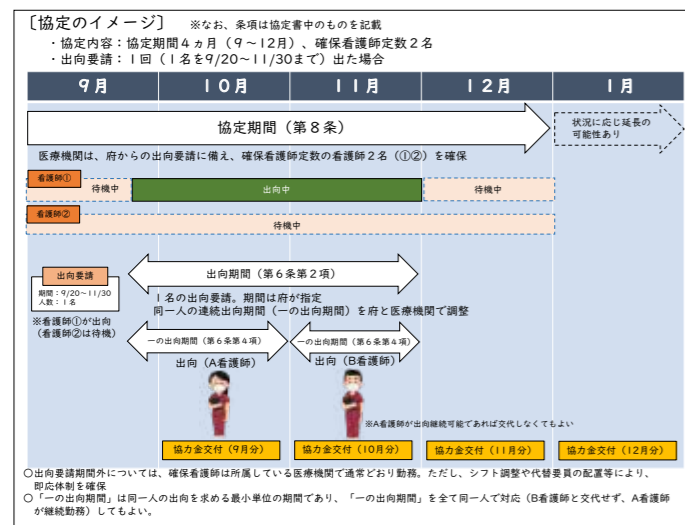 〔協定のイメージ〕 ※なお、条項は協定書中のものを記載
・協定内容：協定期間４ヵ月（９～12月）、確保看護師定数２名
・出向要請：１回（１名を9/20～11/30まで）出た場合
９月 １０月 １１月 １２月 １月
協定期間（第８条）
状況に応じ延長の
可能性あり
医療機関は、府からの出向要請に備え、確保看護師定数の看護師２名（①②）を確保
看護師①
待機中 出向中 待機中
看護師②
待機中
出向要請
期間：9/20～11/30
人数：１名
※看護師①が出向
（看護師②は待機）
出向期間（第６条第２項）
１名の出向要請。期間は府が指定
同一人の連続出向期間（一の出向期間）を府と医療機関で調整
一の出向期間（第６条第４項） 一の出向期間（第６条第４項）
出向（A看護師） 出向（B看護師）
※A看護師が出向継続可能であれば交代しなくてもよい
協力金交付（９月分） 協力金交付（10月分） 協力金交付（11月分） 協力金交付（12月分）
○出向要請期間外については、確保看護師は所属している医療機関で通常どおり勤務。ただし、シフト調整や代替要員の配置等により、
即応体制を確保
○「一の出向期間」は同一人の出向を求める最小単位の期間であり、「一の出向期間」を全て同一人で対応（B看護師と交代せず、A看護師
が継続勤務）してもよい。